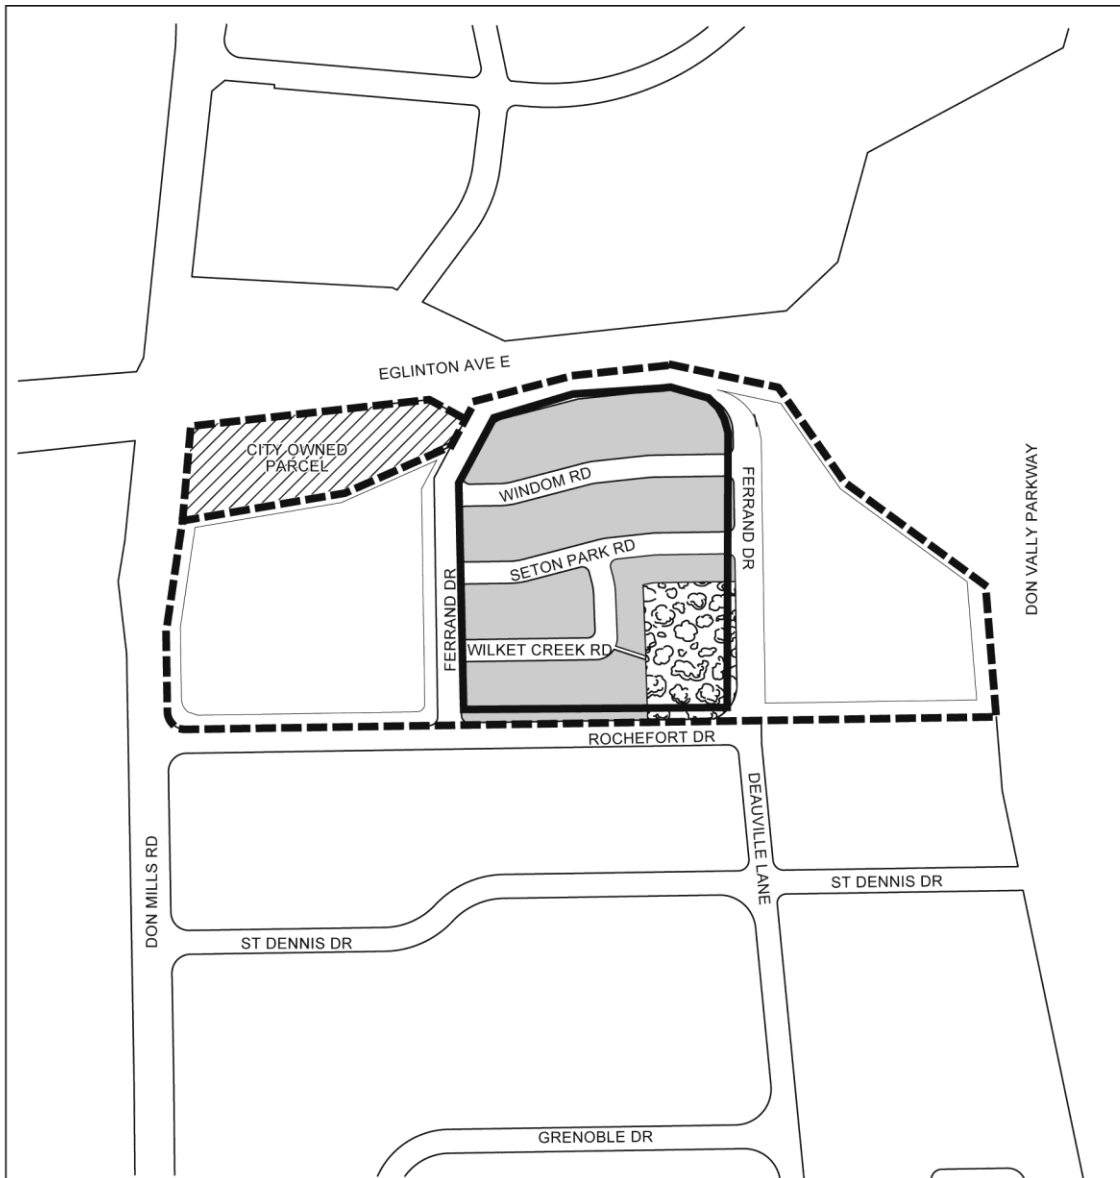 EGLINTON AVE E
CITY OWNED
PARCEL
WINDOM RD
FERRAND DR
DON VALLY PARKWAY
SETON PARK RD
FERRAND DR
WILKET CREEK RD
ROCHEFORT DR
DEAUVILLE LANE
DON MILLS RD
ST DENNIS DR
ST DENNIS DR
GRENOBLE DR